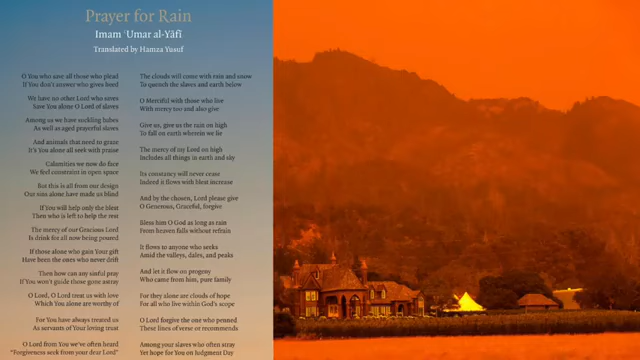 Prayer for Rain
Imam ʿUmar al-Yāfī
Translated by Hamza Yusuf
O You who save all those who plead
If You don't answer who gives heed
We have no other Lord who saves
Save You alone O Lord of slaves
Among us we have suckling babes
As well as aged prayerful slaves
And animals that need to graze
It's You alone all seek with praise
Calamities we now do face
We feel constraint in open space
But this is all from our design
Our sins alone have made us blind
If You will help only the blest
Then who is left to help the rest
The mercy of our Gracious Lord
Is drink for all now being poured
If those alone who gain Your gift
Have been the ones who never drift
Then how can any sinful pray
If You won't guide those gone astray
O Lord, O Lord treat us with love
Which You alone are worthy of
For You have always treated us
As servants of Your loving trust
O Lord from You we've often heard
"Forgiveness seek from your dear Lord"
The clouds will come with rain and snow
To quench the slaves and earth below
O Merciful with those who live
With mercy too and also give
Give us, give us the rain on high
To fall on earth wherein we lie
The mercy of my Lord on high
Includes all things in earth and sky
Its constancy will never cease
Indeed it flows with blest increase
And by the chosen, Lord please give
O Generous, Graceful, forgive
Bless him O God as long as rain
From heaven falls without refrain
It flows to anyone who seeks
Amid the valleys, dales, and peaks
And let it flow on progeny
Who came from him, pure family
For they alone are clouds of hope
For all who live within God's scope
O Lord forgive the one who penned
These lines of verse or recommends
Among your slaves who often stray
Yet hope for You on Judgment Day